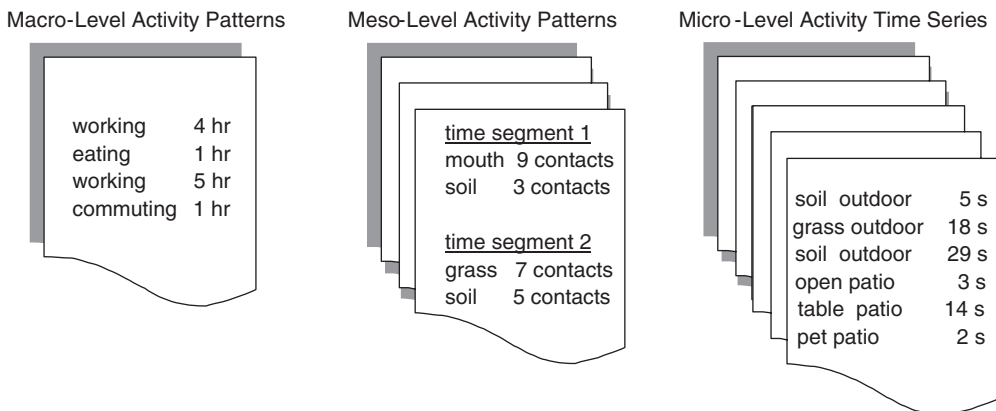 Macro-Level Activity Patterns
working 4 hr
eating 1 hr
working 5 hr
commuting 1 hr
Meso-Level Activity Patterns
time segment 1
mouth 9 contacts
soil 3 contacts
time segment 2
grass 7 contacts
soil 5 contacts
Micro-Level Activity Time Series
soil outdoor 5 s
grass outdoor 18 s
soil outdoor 29 s
open patio 3 s
table patio 14 s
pet patio 2 s